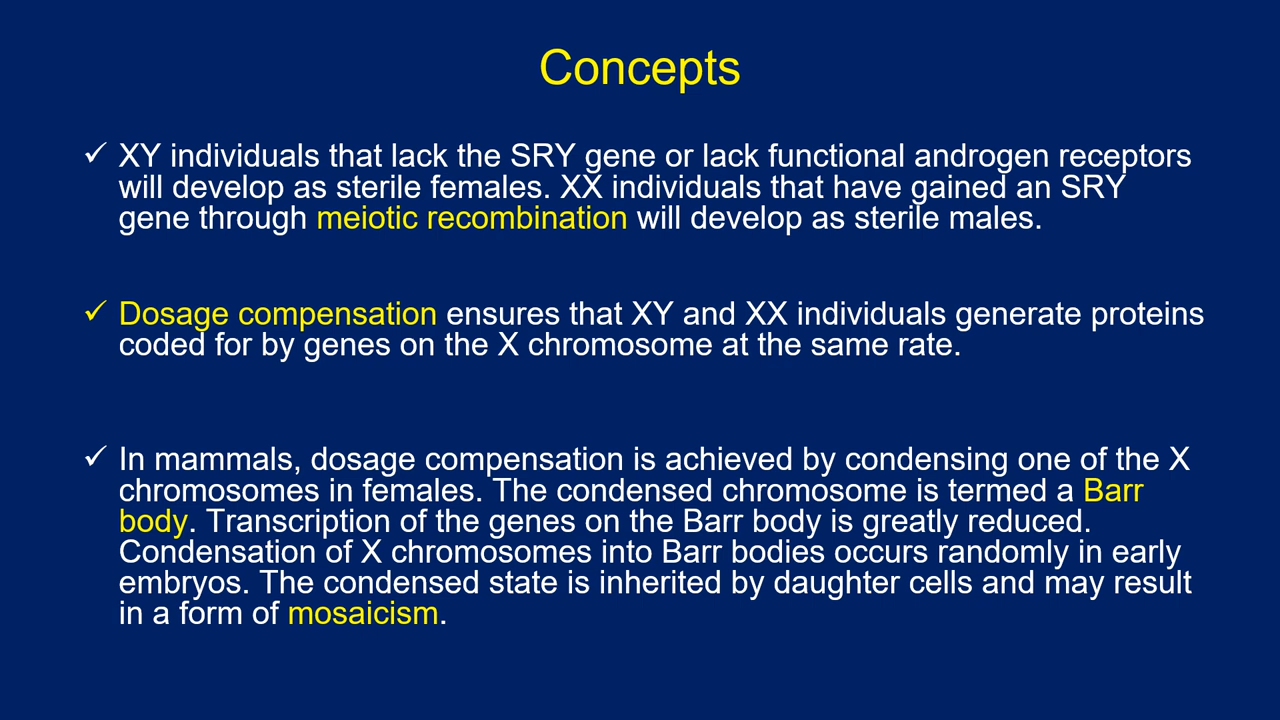 Concepts
✓ XY individuals that lack the SRY gene or lack functional androgen receptors
will develop as sterile females. XX individuals that have gained an SRY
gene through meiotic recombination will develop as sterile males.
✓ Dosage compensation ensures that XY and XX individuals generate proteins
coded for by genes on the X chromosome at the same rate.
✓ In mammals, dosage compensation is achieved by condensing one of the X
chromosomes in females. The condensed chromosome is termed a Barr
body. Transcription of the genes on the Barr body is greatly reduced.
Condensation of X chromosomes into Barr bodies occurs randomly in early
embryos. The condensed state is inherited by daughter cells and may result
in a form of mosaicism.